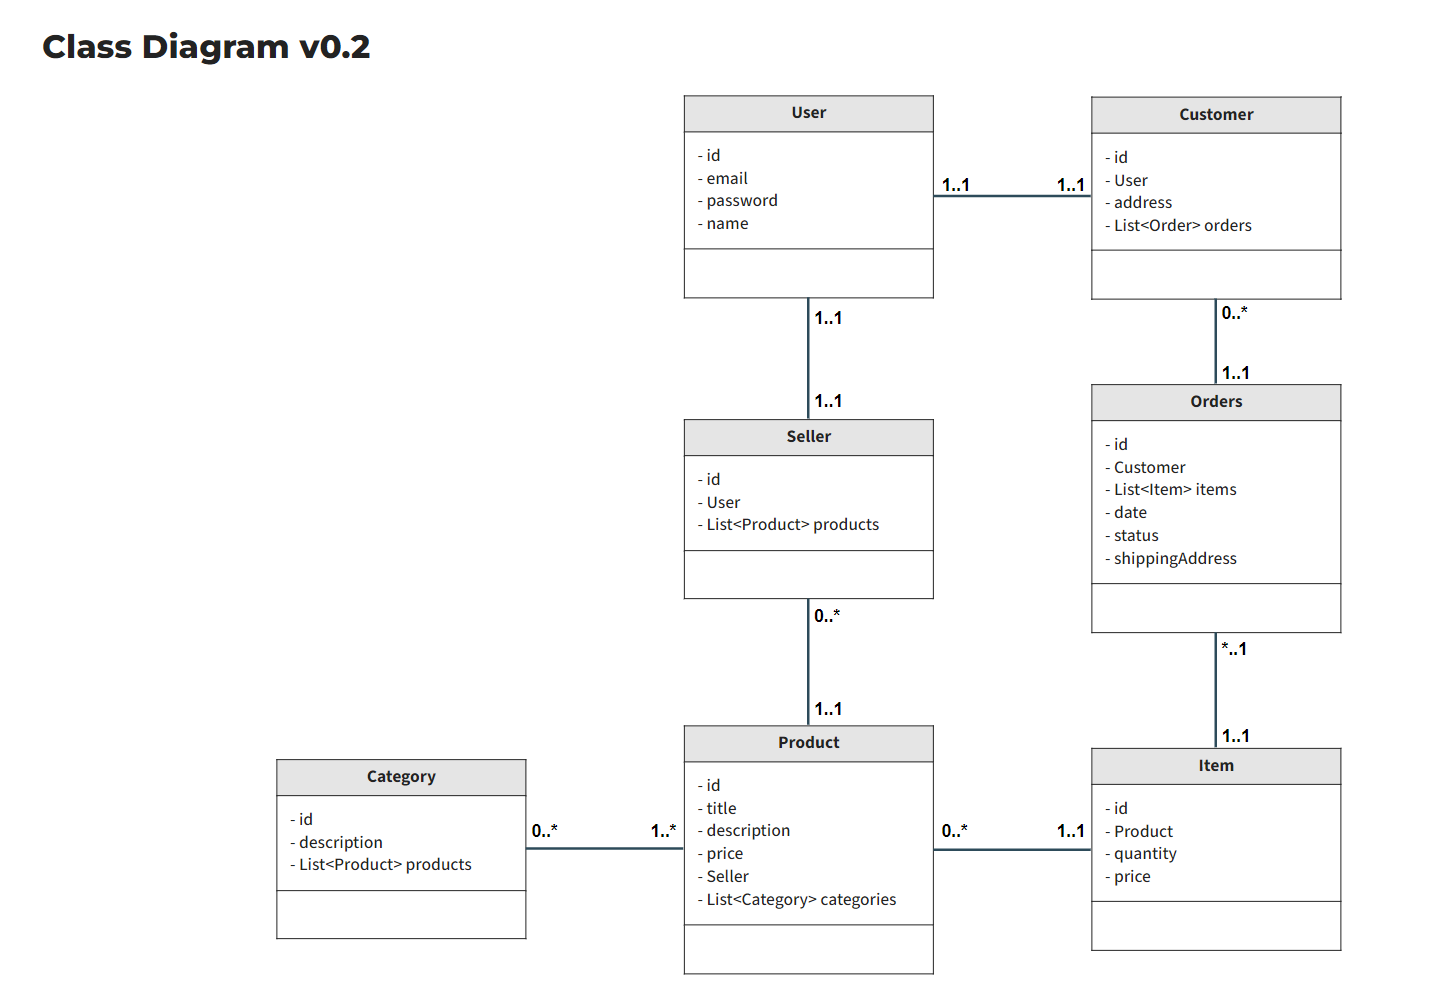 Class Diagram v0.2
User
- id
- email
- password
- name
1..1
1..1
Customer
- id
- User
- address
- List<Order> orders
1..1
1..1
0..*
1..1
Seller
- id
- User
- List<Product> products
Orders
- id
- Customer
- List<Item> items
- date
- status
- shippingAddress
0..*
1..1
*..1
1..1
Category
- id
- description
- List<Product> products
0..*
1..*
Product
- id
- title
- description
- price
- Seller
- List<Category> categories
0..*
1..1
Item
- id
- Product
- quantity
- price